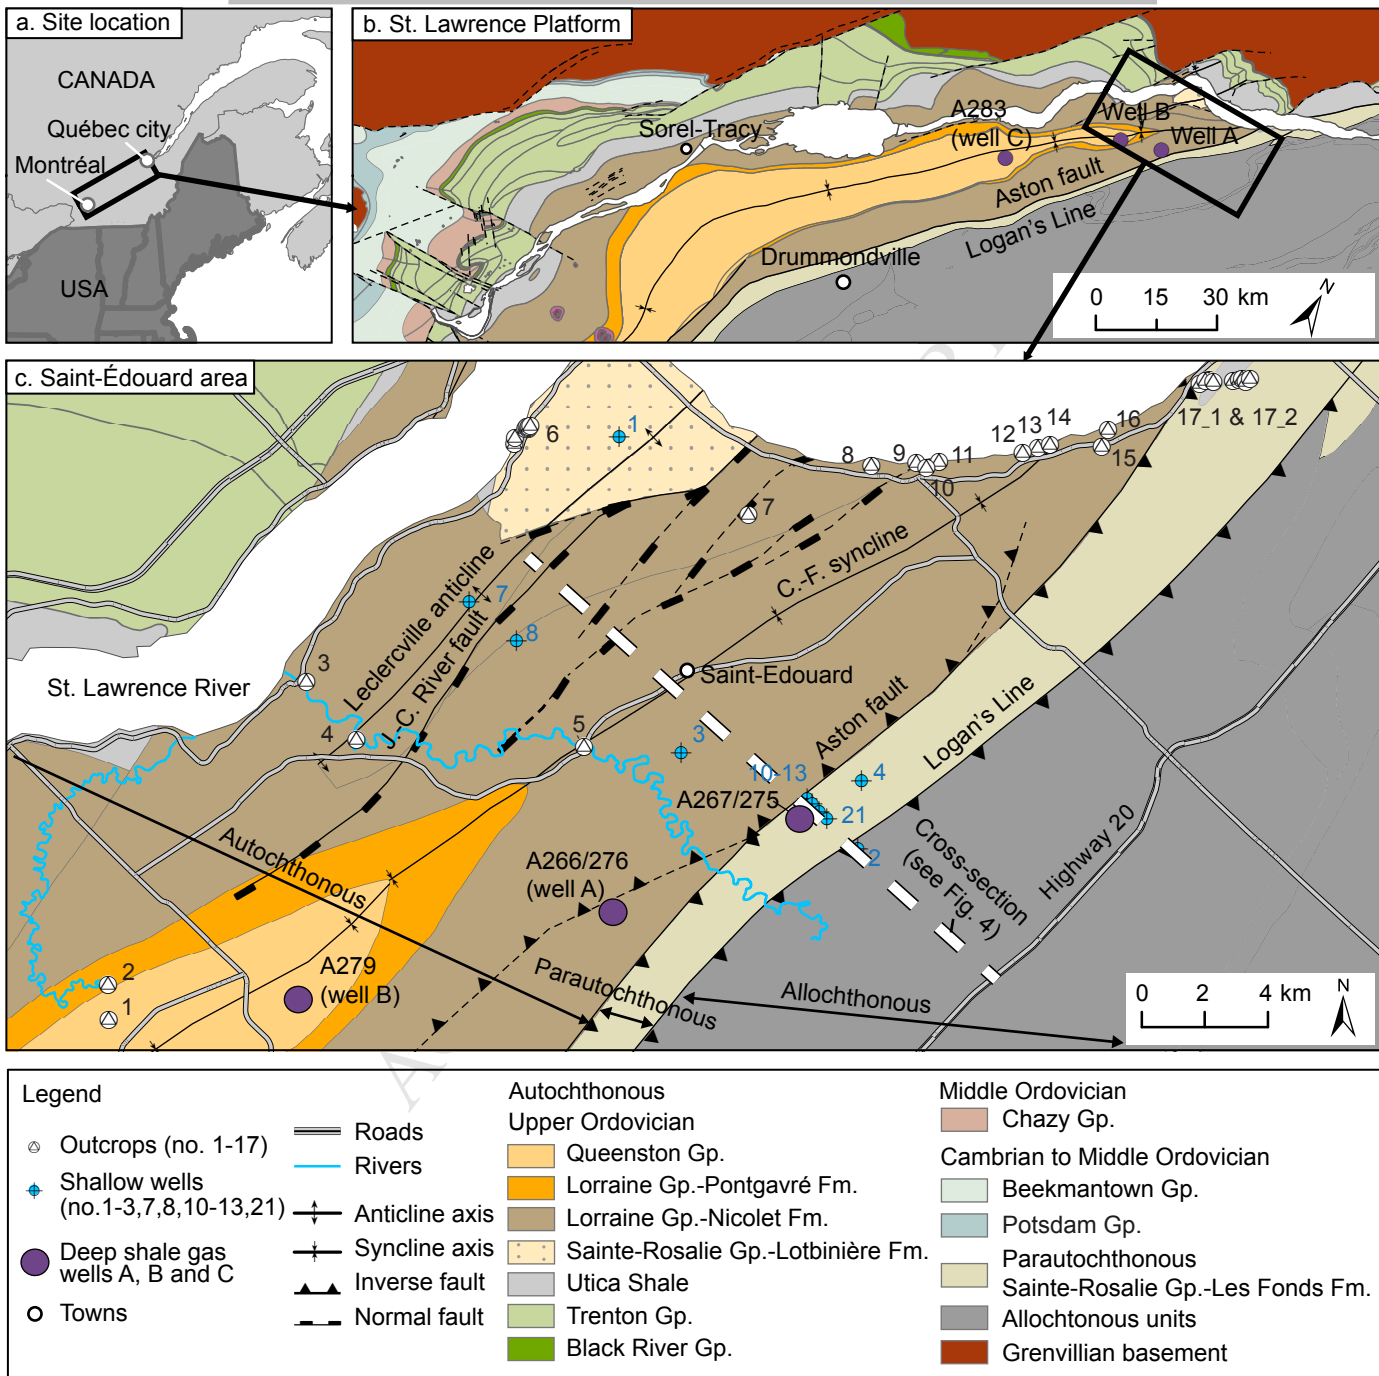 a. Site location
CANADA
Québec city
Montréal
USA
b. St. Lawrence Platform
Sorel-Tracy
A283
(well C)
Well B
Well A
Aston fault
Logan's Line
Drummondville
0 15 30 km
N
c. Saint-Édouard area
6
1
8
9
10
11
12
13
14
16
15
17_1 & 17_2
7
7
8
Leclercville anticline
J.-C. River fault
C.-F. syncline
3
St. Lawrence River
4
5
Saint-Edouard
3
Aston fault
Logan's Line
10-13
4
A267/275
21
2
Cross-section
(see Fig. 4)
Highway 20
Autochthonous
A266/276
(well A)
A279
(well B)
2
1
Parautochthonous
Allochthonous
0 2 4 km
N
Legend
Outcrops (no. 1-17)
Shallow wells
(no.1-3,7,8,10-13,21)
Deep shale gas
wells A, B and C
Towns
Roads
Rivers
Anticline axis
Syncline axis
Inverse fault
Normal fault
Autochthonous
Upper Ordovician
Queenston Gp.
Lorraine Gp.-Pontgavré Fm.
Lorraine Gp.-Nicolet Fm.
Sainte-Rosalie Gp.-Lotbinière Fm.
Utica Shale
Trenton Gp.
Black River Gp.
Middle Ordovician
Chazy Gp.
Cambrian to Middle Ordovician
Beekmantown Gp.
Potsdam Gp.
Parautochthonous
Sainte-Rosalie Gp.-Les Fonds Fm.
Allochtonous units
Grenvillian basement